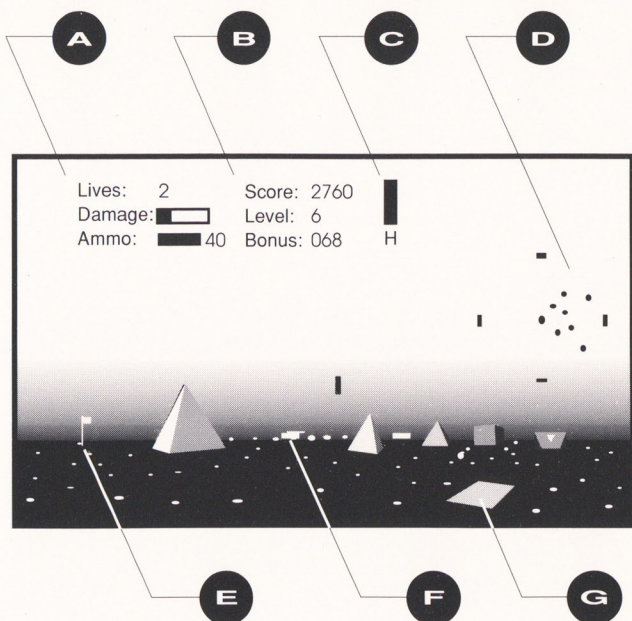 A B C D
Lives: 2 Score: 2760
Damage: Level: 6
Ammo: 40 Bonus: 068
H
E F G